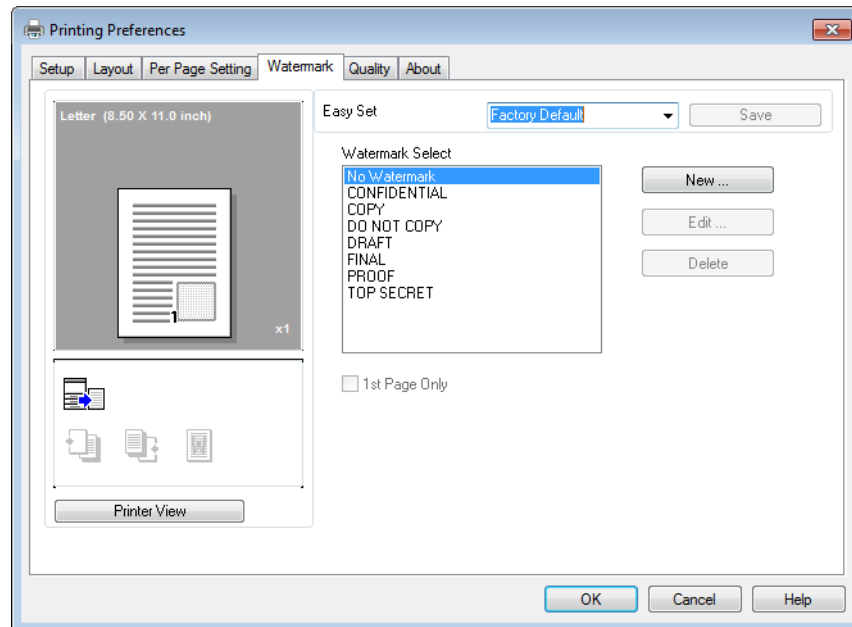 Printing Preferences
Setup Layout Per Page Setting Watermark Quality About
Letter (8.50 X 11.0 inch)
1
x1
Printer View
Easy Set Factory Default Save
Watermark Select
No Watermark
CONFIDENTIAL
COPY
DO NOT COPY
DRAFT
FINAL
PROOF
TOP SECRET
New ...
Edit ...
Delete
1st Page Only
OK Cancel Help